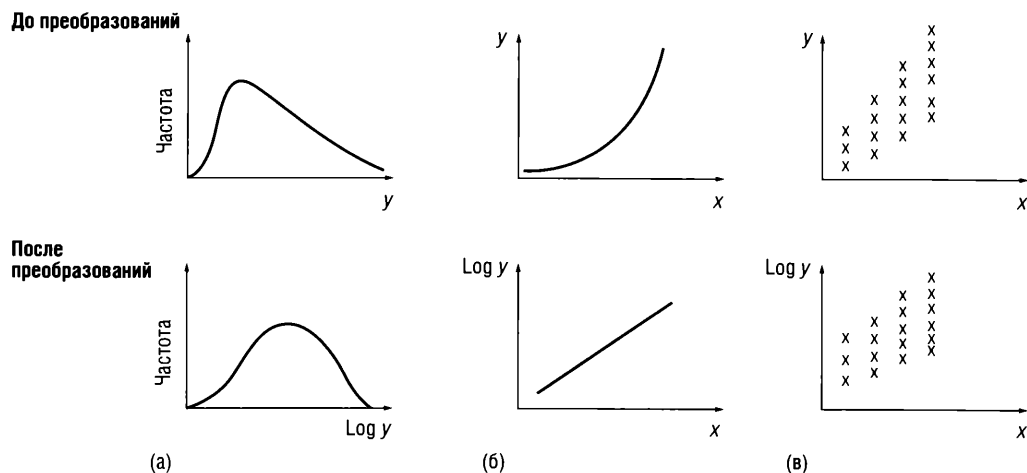 До преобразований
Частота
y
y
x
y
x
После
преобразований
Частота
Log y
Log y
x
Log y
x
(а)
(б)
(в)